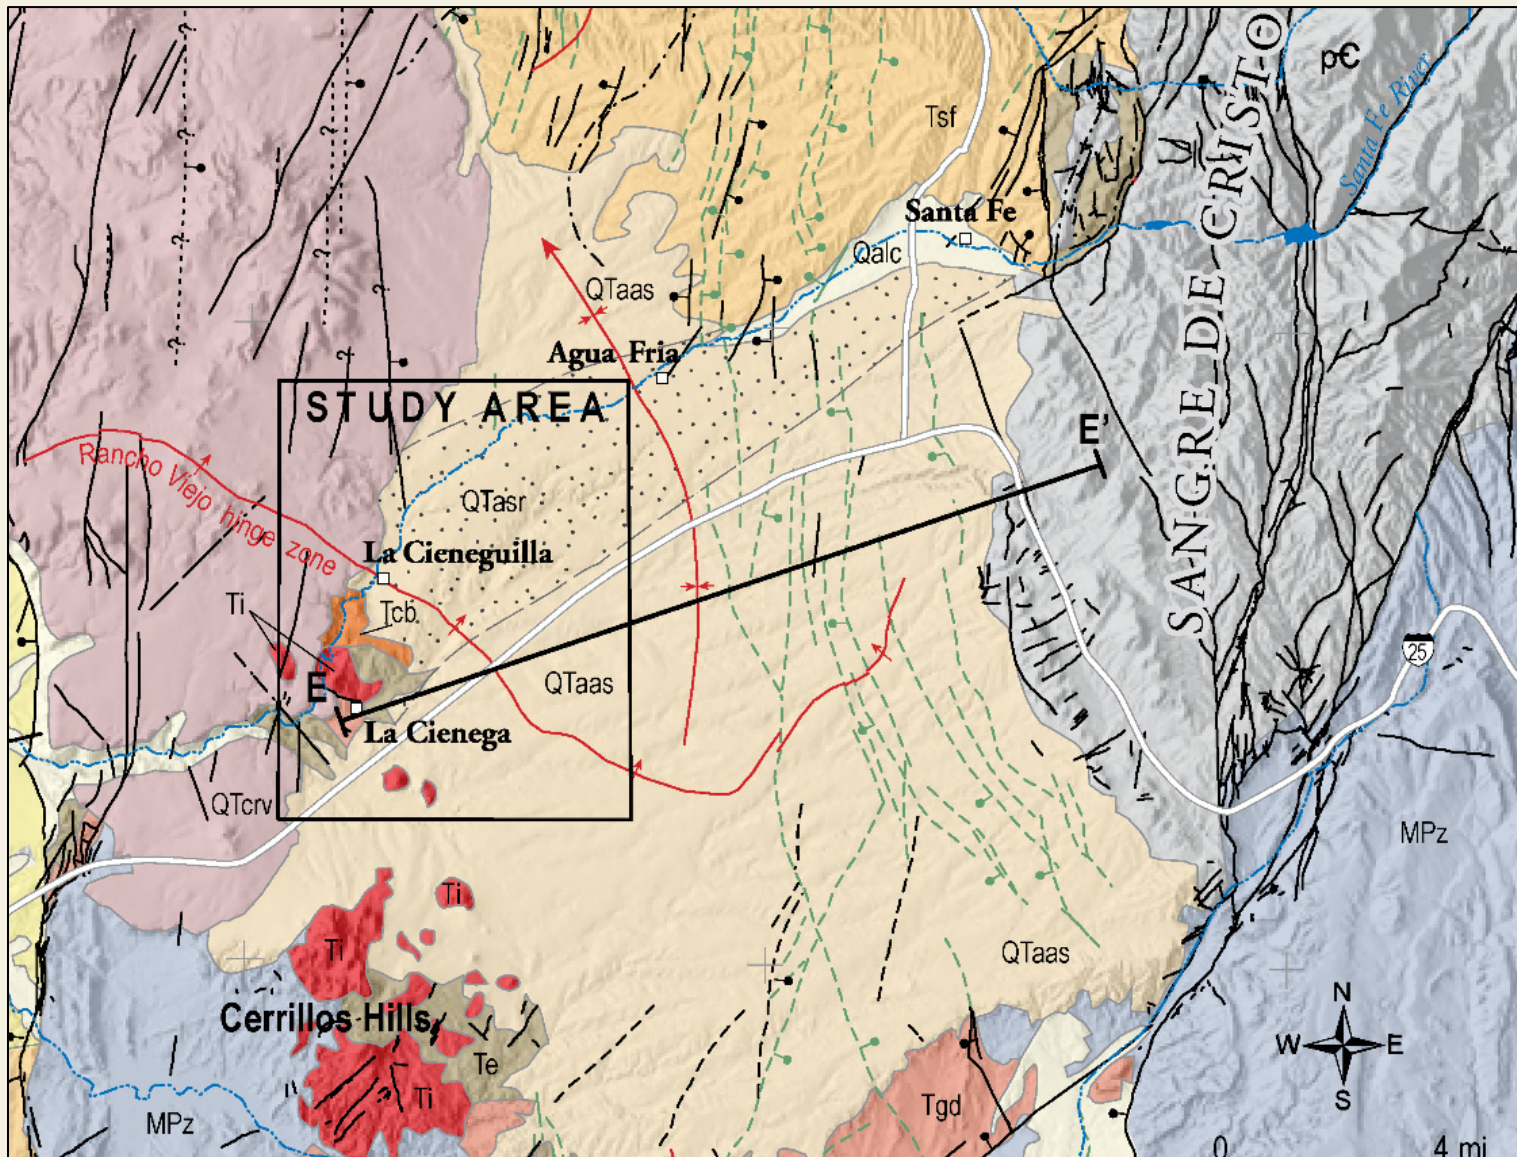 SANGRE DE CRISTO
p-Є
Santa Fe River
Tsf
Santa Fe
Qalc
QTaas
Agua Fria
STUDY AREA
E'
Rancho Viejo hinge zone
QTasr
La Cieneguilla
Ti
Tcb
25
E
QTaas
La Cienega
QTcrv
MPz
Ti
Ti
QTaas
Cerrillos Hills
Te
Ti
Tgd
MPz
N
W E
S
0 4 mi
?
?
?
?
?
?
?
?
?
?